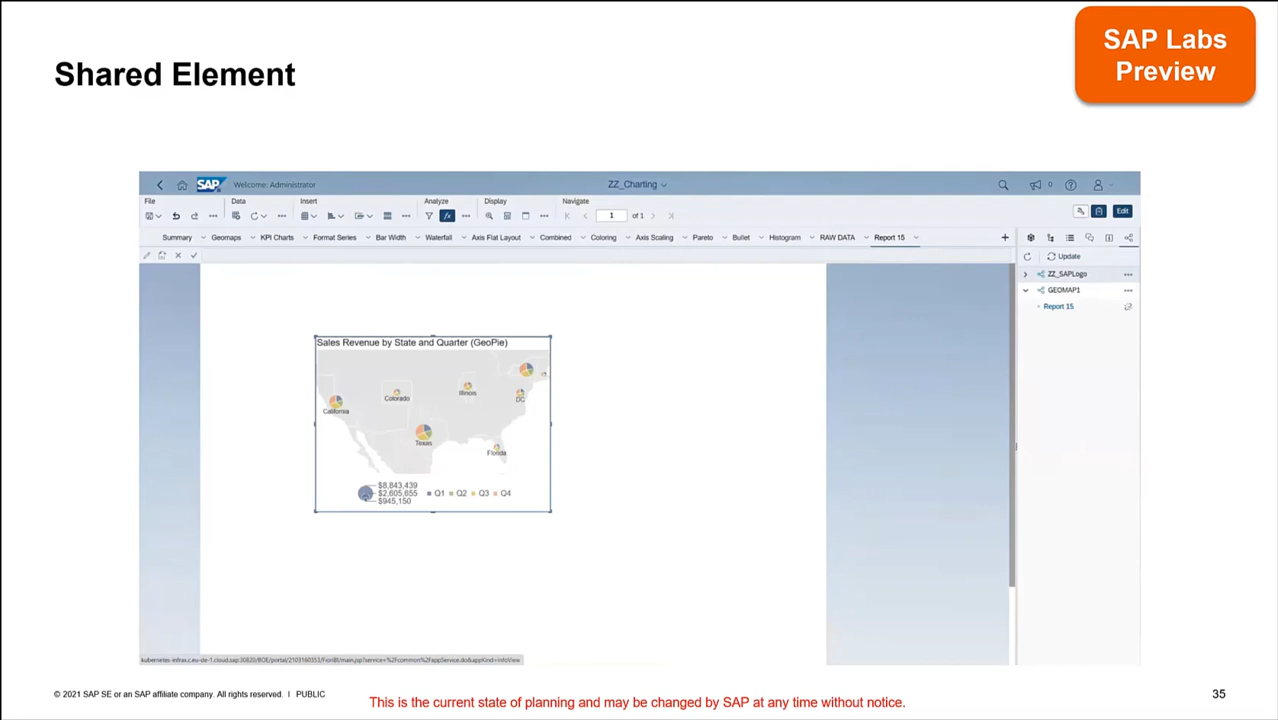 SAP Labs
Preview
Shared Element
SAP Welcome: Administrator ZZ_Charting 0
File Data Insert Analyze Display Navigate
1 of 1 Edit
Summary Geomaps KPI Charts Format Series Bar Width Waterfall Axis Flat Layout Combined Coloring Axis Scaling Pareto Bullet Histogram RAW DATA Report 15
Update
ZZ_SAPLogo
GEOMAP1
Report 15
Sales Revenue by State and Quarter (GeoPie)
Illinois
Colorado
DC
California
Texas
Florida
$8,843,439
$2,605,655 Q1 Q2 Q3 Q4
$945,150
© 2021 SAP SE or an SAP affiliate company. All rights reserved. I PUBLIC
This is the current state of planning and may be changed by SAP at any time without notice.
35